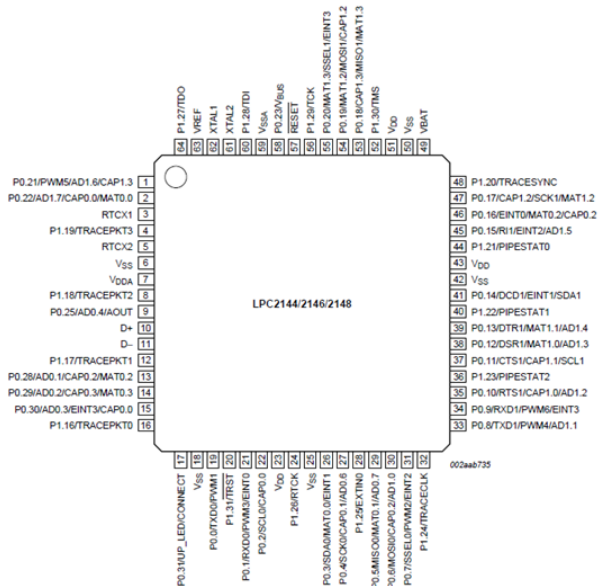 P1.27/TDO
VREF
XTAL1
XTAL2
P1.28/TDI
VSSA
P0.23/VBUS
RESET
P1.29/TCK
P0.20/MAT1.3/SSEL1/EINT3
P0.19/MAT1.2/MOSI1/CAP1.2
P0.18/CAP1.3/MISO1/MAT1.3
P1.30/TMS
VDD
VSS
VBAT
64 63 62 61 60 59 58 57 56 55 54 53 52 51 50 49
P0.21/PWM5/AD1.6/CAP1.3 1
P0.22/AD1.7/CAP0.0/MAT0.0 2
RTCX1 3
P1.19/TRACEPKT3 4
RTCX2 5
VSS 6
VDDA 7
P1.18/TRACEPKT2 8
P0.25/AD0.4/AOUT 9
D+ 10
D− 11
P1.17/TRACEPKT1 12
P0.28/AD0.1/CAP0.2/MAT0.2 13
P0.29/AD0.2/CAP0.3/MAT0.3 14
P0.30/AD0.3/EINT3/CAP0.0 15
P1.16/TRACEPKT0 16
LPC2144/2146/2148
48 P1.20/TRACESYNC
47 P0.17/CAP1.2/SCK1/MAT1.2
46 P0.16/EINT0/MAT0.2/CAP0.2
45 P0.15/RI1/EINT2/AD1.5
44 P1.21/PIPESTAT0
43 VDD
42 VSS
41 P0.14/DCD1/EINT1/SDA1
40 P1.22/PIPESTAT1
39 P0.13/DTR1/MAT1.1/AD1.4
38 P0.12/DSR1/MAT1.0/AD1.3
37 P0.11/CTS1/CAP1.1/SCL1
36 P1.23/PIPESTAT2
35 P0.10/RTS1/CAP1.0/AD1.2
34 P0.9/RXD1/PWM6/EINT3
33 P0.8/TXD1/PWM4/AD1.1
17 18 19 20 21 22 23 24 25 26 27 28 29 30 31 32
P0.31/UP_LED/CONNECT
VSS
P0.0/TXD0/PWM1
P1.31/TRST
P0.1/RXD0/PWM3/EINT0
P0.2/SCL0/CAP0.0
VDD
P1.26/RTCK
VSS
P0.3/SDA0/MAT0.0/EINT1
P0.4/SCK0/CAP0.1/AD0.6
P1.25/EXTIN0
P0.5/MISO0/MAT0.1/AD0.7
P0.6/MOSI0/CAP0.2/AD1.0
P0.7/SSEL0/PWM2/EINT2
P1.24/TRACECLK
002aab735